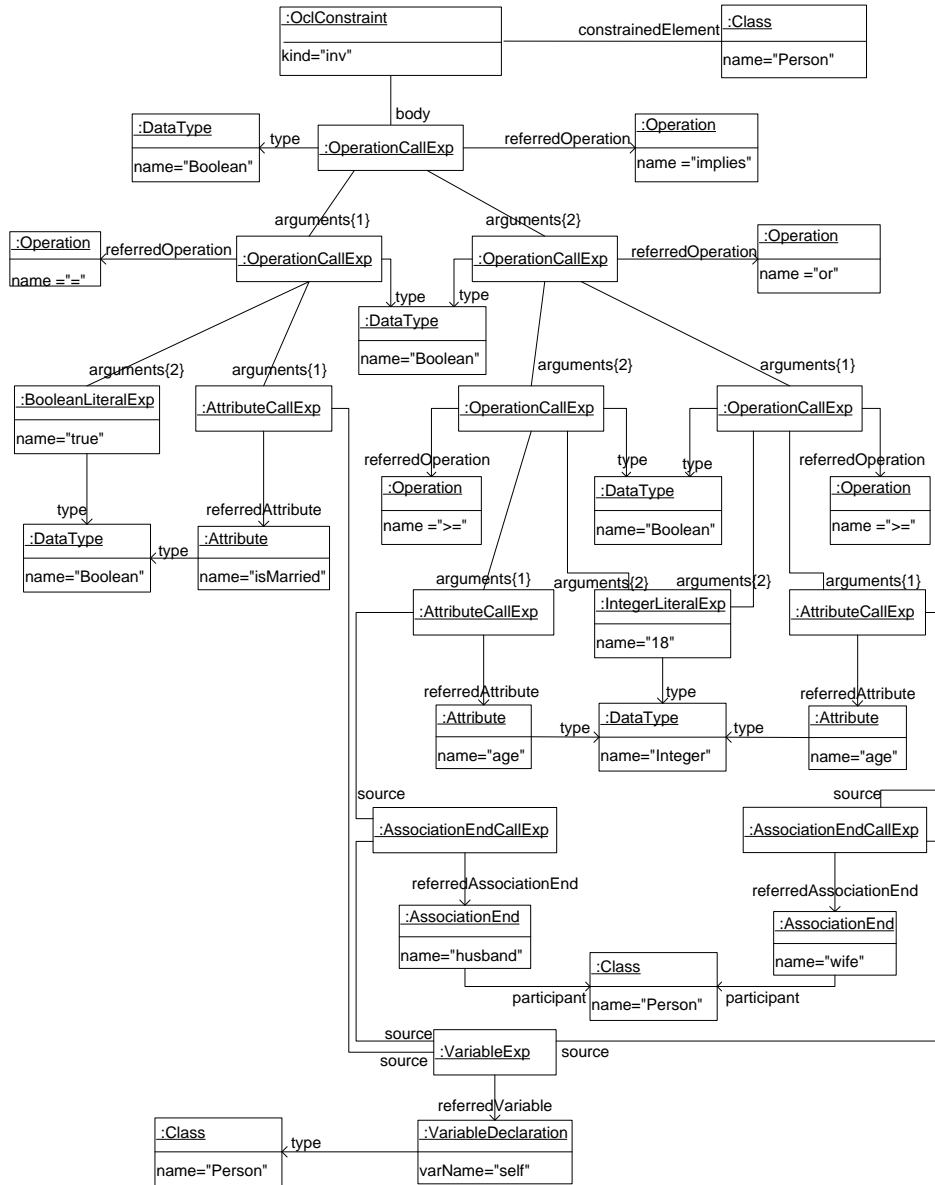 :OclConstraint
kind="inv"
constrainedElement
:Class
name="Person"
body
:DataType
name="Boolean"
type
:OperationCallExp
referredOperation
:Operation
name ="implies"
arguments{1}
arguments{2}
:Operation
name ="="
referredOperation
:OperationCallExp
:OperationCallExp
referredOperation
:Operation
name ="or"
type
type
:DataType
name="Boolean"
arguments{2}
arguments{1}
arguments{2}
arguments{1}
:BooleanLiteralExp
name="true"
:AttributeCallExp
:OperationCallExp
:OperationCallExp
referredOperation
type
type
referredOperation
:Operation
name =">="
:DataType
name="Boolean"
:Operation
name =">="
type
referredAttribute
:DataType
name="Boolean"
type
:Attribute
name="isMarried"
arguments{1}
arguments{2}
arguments{2}
arguments{1}
:AttributeCallExp
:IntegerLiteralExp
name="18"
:AttributeCallExp
referredAttribute
type
referredAttribute
:Attribute
name="age"
type
:DataType
name="Integer"
type
:Attribute
name="age"
source
source
:AssociationEndCallExp
:AssociationEndCallExp
referredAssociationEnd
referredAssociationEnd
:AssociationEnd
name="husband"
:AssociationEnd
name="wife"
:Class
name="Person"
participant
participant
source
source
:VariableExp
source
referredVariable
:Class
name="Person"
type
:VariableDeclaration
varName="self"